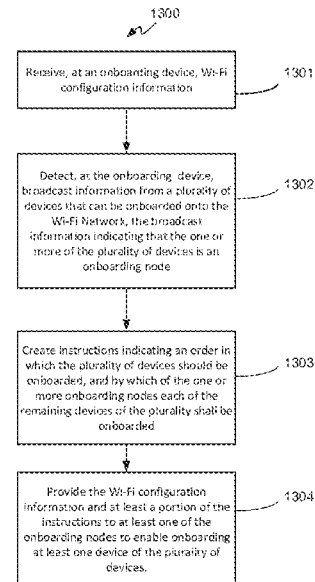 1300
Receive, at an onboarding device, Wi-Fi
configuration information
1301
Detect, at the onboarding device,
broadcast information from a plurality of
devices that can be onboarded onto the
Wi-Fi Network, the broadcast
information indicating that the one or
more of the plurality of devices is an
onboarding node
1302
Create instructions indicating an order in
which the plurality of devices should be
onboarded, and by which of the one or
more onboarding nodes each of the
remaining devices of the plurality shall be
onboarded
1303
Provide the Wi-Fi configuration
information and at least a portion of the
instructions to at least one of the
onboarding nodes to enable onboarding
at least one device of the plurality of
devices.
1304